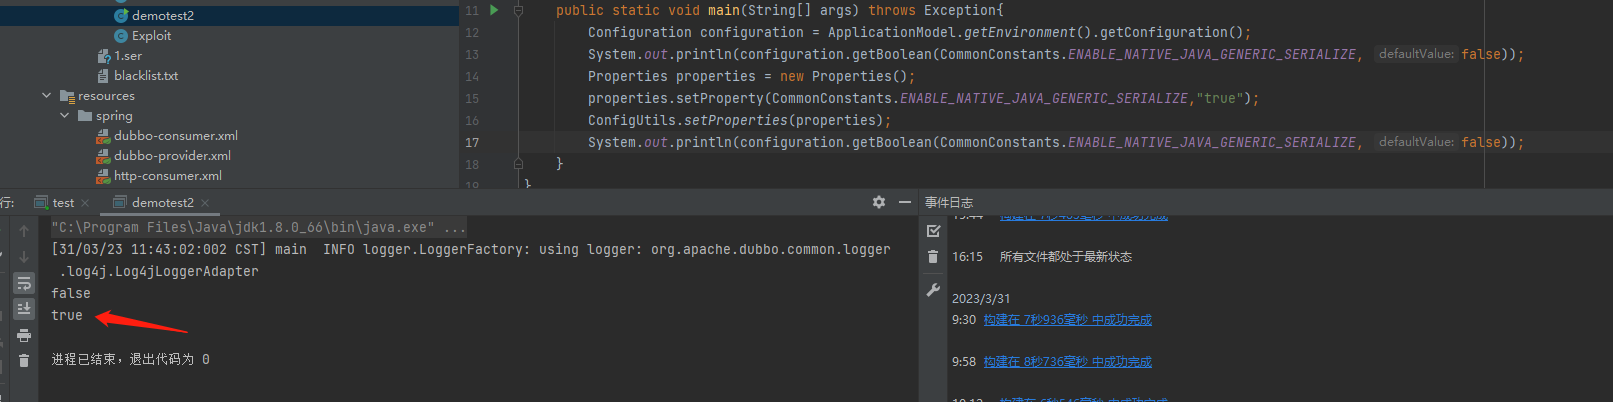 demotest2
Exploit
1.ser
blacklist.txt
resources
spring
dubbo-consumer.xml
dubbo-provider.xml
http-consumer.xml
11 public static void main(String[] args) throws Exception{
12 Configuration configuration = ApplicationModel.getEnvironment().getConfiguration();
13 System.out.println(configuration.getBoolean(CommonConstants.ENABLE_NATIVE_JAVA_GENERIC_SERIALIZE, defaultValue: false));
14 Properties properties = new Properties();
15 properties.setProperty(CommonConstants.ENABLE_NATIVE_JAVA_GENERIC_SERIALIZE,"true");
16 ConfigUtils.setProperties(properties);
17 System.out.println(configuration.getBoolean(CommonConstants.ENABLE_NATIVE_JAVA_GENERIC_SERIALIZE, defaultValue: false));
18 }
19 }
行: test demotest2
"C:\Program Files\Java\jdk1.8.0_66\bin\java.exe" ...
[31/03/23 11:43:02:002 CST] main INFO logger.LoggerFactory: using logger: org.apache.dubbo.common.logger
.log4j.Log4jLoggerAdapter
false
true
进程已结束，退出代码为 0
事件日志
16:15 所有文件都处于最新状态
2023/3/31
9:30 构建在 7秒936毫秒 中成功完成
9:58 构建在 8秒736毫秒 中成功完成